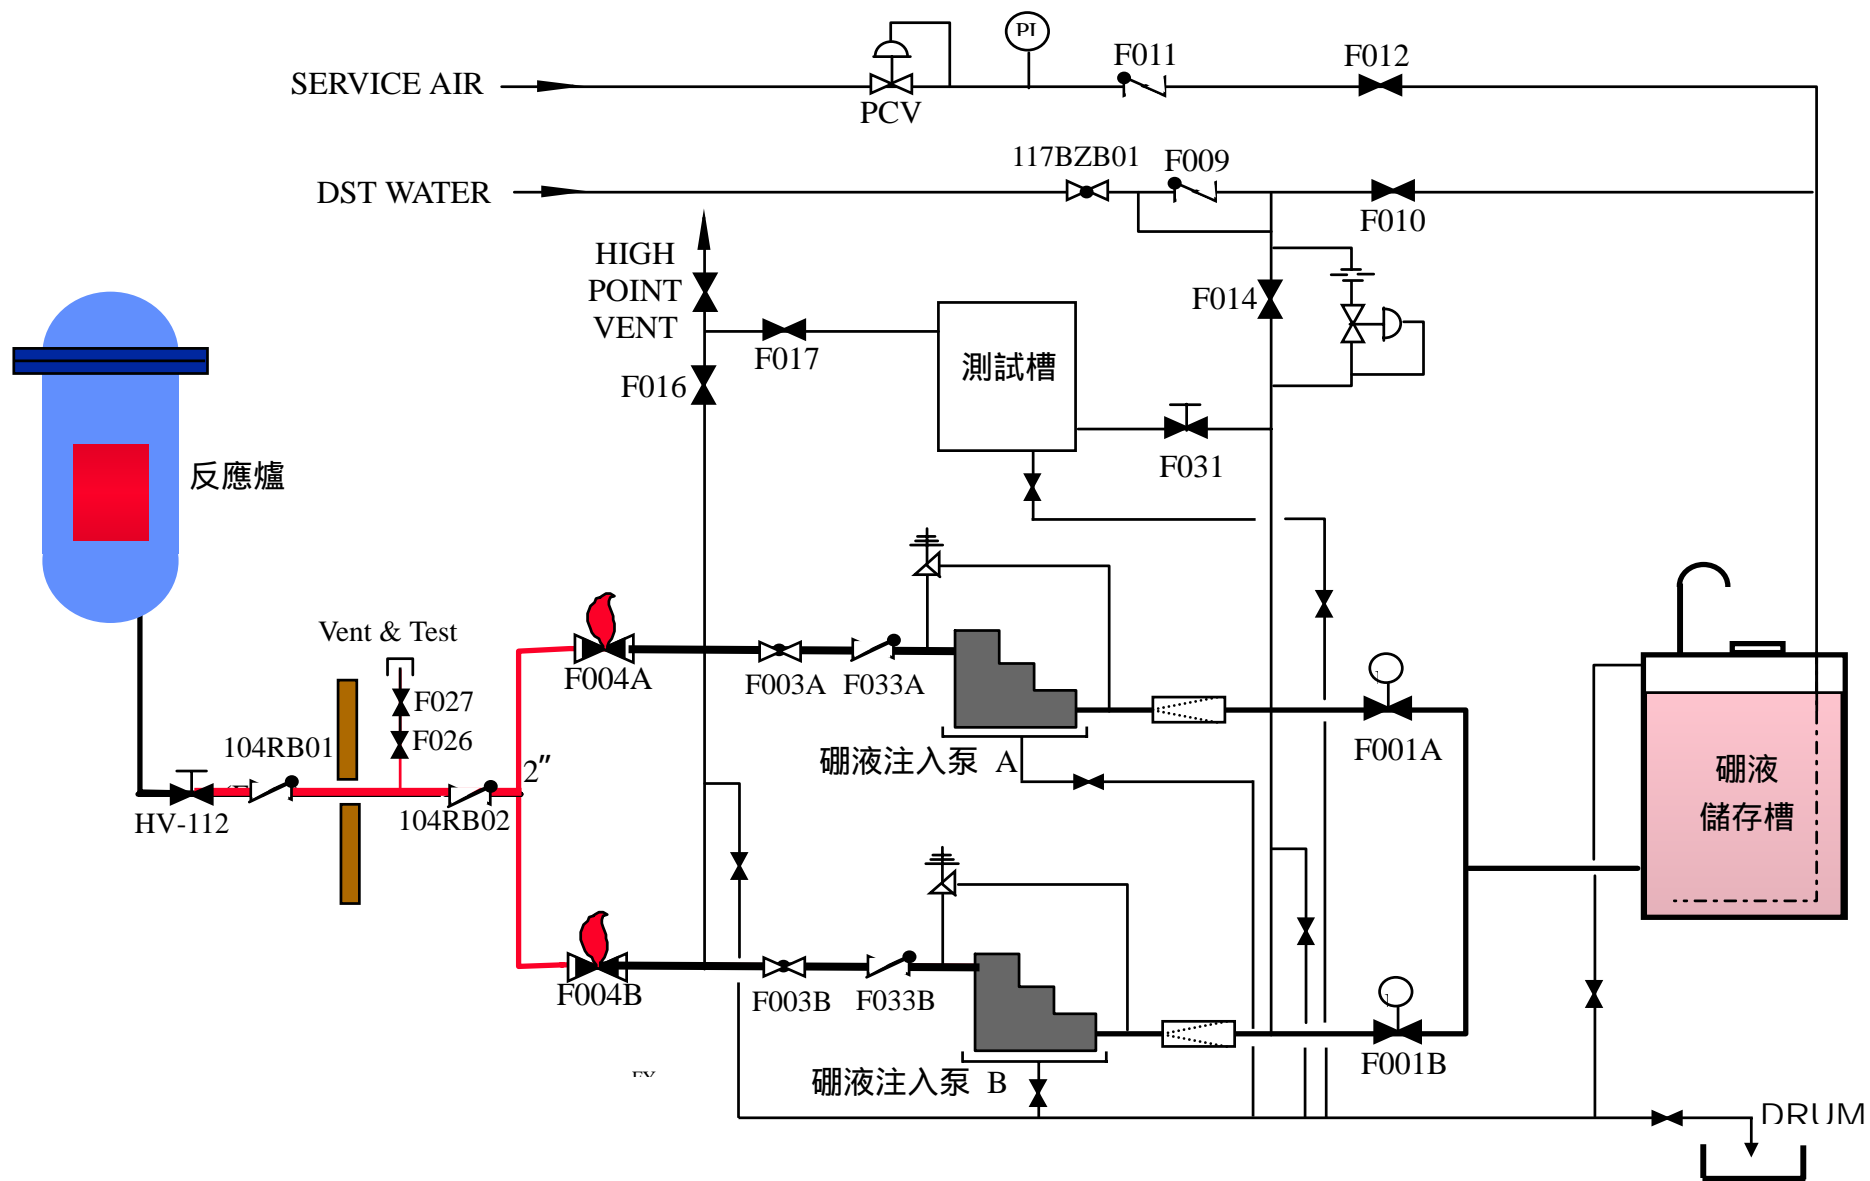 PI
F011
F012
SERVICE AIR
PCV
117BZB01
F009
DST WATER
F010
HIGH
POINT
VENT
F014
F017
測試槽
F016
F031
反應爐
Vent & Test
F004A
F003A
F033A
F027
F026
104RB01
2"
硼液注入泵 A
F001A
硼液
儲存槽
HV-112
104RB02
F004B
F003B
F033B
硼液注入泵 B
F001B
DRUM